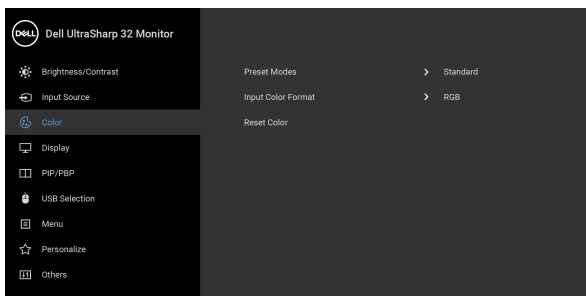 DELL Dell UltraSharp 32 Monitor
Brightness/Contrast
Input Source
Color
Display
PIP/PBP
USB Selection
Menu
Personalize
Others
Preset Modes > Standard
Input Color Format > RGB
Reset Color